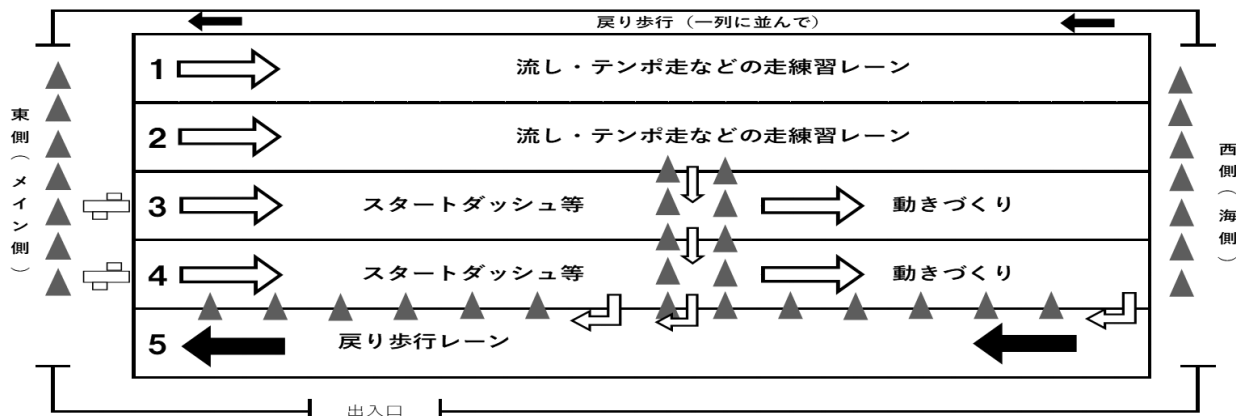 戻り歩行（一列に並んで）
1 流し・テンポ走などの走練習レーン
2 流し・テンポ走などの走練習レーン
3 スタートダッシュ等 動きづくり
4 スタートダッシュ等 動きづくり
5 戻り歩行レーン
東側（メイン側）
西側（海側）
出入口